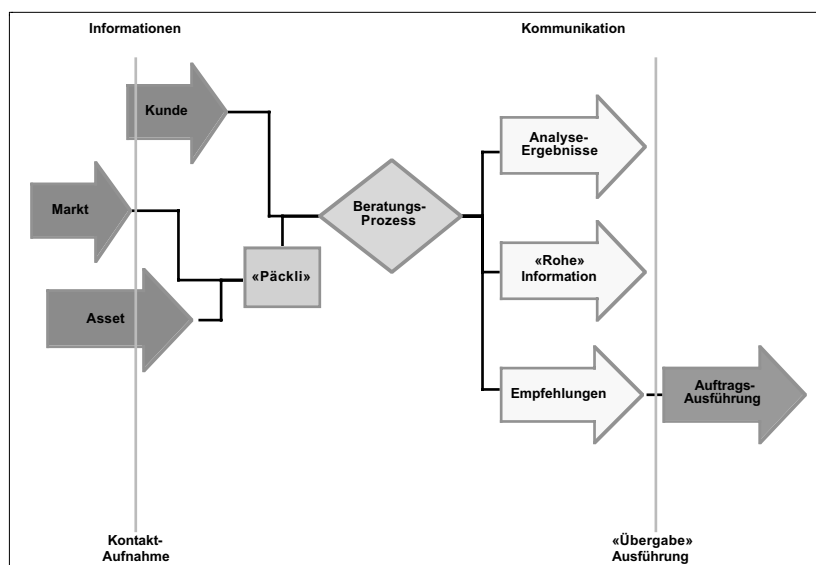 Informationen
Kommunikation
Kunde
Analyse-
Ergebnisse
Markt
Beratungs-
Prozess
«Päckli»
«Rohe»
Information
Asset
Empfehlungen
Auftrags-
Ausführung
Kontakt-
Aufnahme
«Übergabe»
Ausführung